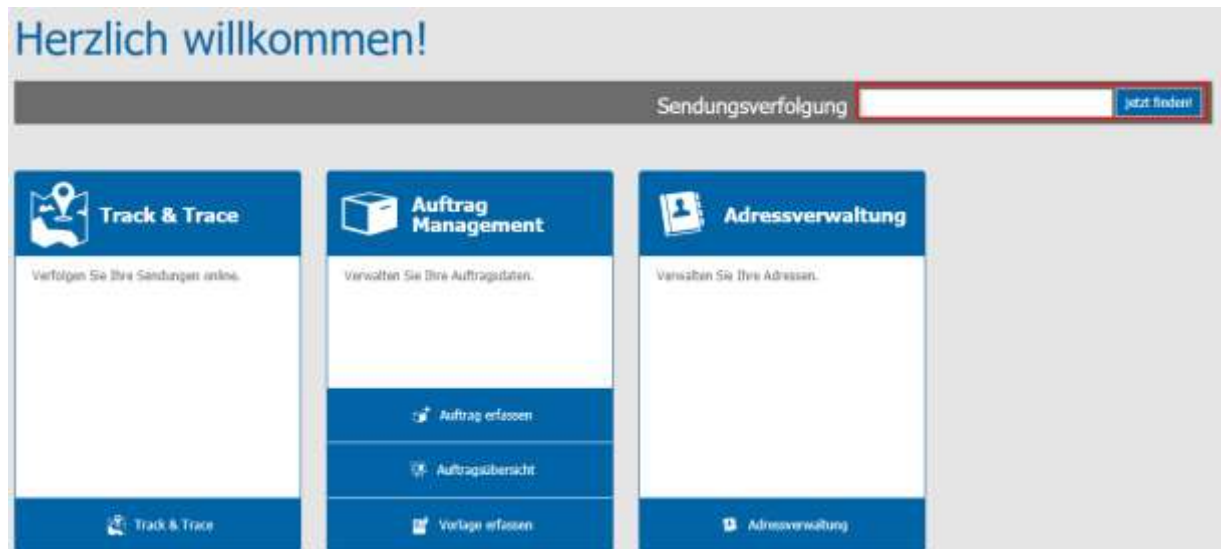 Herzlich willkommen!
Sendungsverfolgung
jetzt finden!
Track & Trace
Auftrag
Management
Adressverwaltung
Verfolgen Sie Ihre Sendungen online.
Verwalten Sie Ihre Auftragsdaten.
Verwalten Sie Ihre Adressen.
Auftrag erfassen
Auftragsübersicht
Track & Trace
Vorlage erfassen
Adressverwaltung